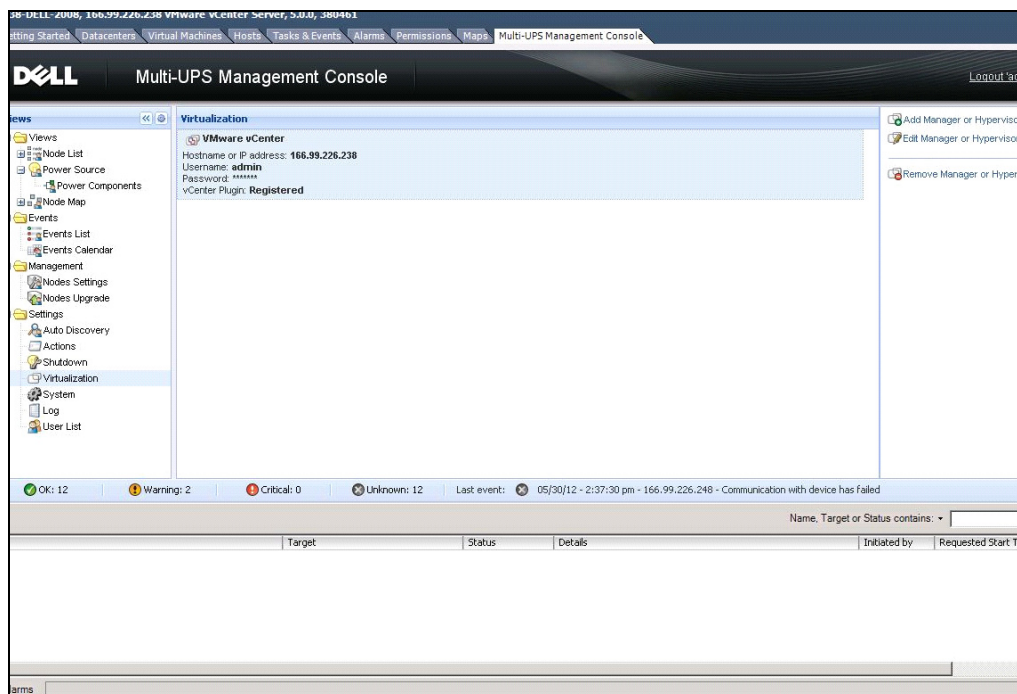 38-DELL-2008, 166.99.226.238 VMware vCenter Server, 5.0.0, 380461
etting Started Datacenters Virtual Machines Hosts Tasks & Events Alarms Permissions Maps Multi-UPS Management Console
DELL Multi-UPS Management Console Logout 'ad
iews
Views
Node List
Power Source
Power Components
Node Map
Events
Events List
Events Calendar
Management
Nodes Settings
Nodes Upgrade
Settings
Auto Discovery
Actions
Shutdown
Virtualization
System
Log
User List
Virtualization
VMware vCenter
Hostname or IP address: 166.99.226.238
Username: admin
Password: *******
vCenter Plugin: Registered
Add Manager or Hyperviso
Edit Manager or Hypervisor
Remove Manager or Hyper
OK: 12 Warning: 2 Critical: 0 Unknown: 12 Last event: 05/30/12 - 2:37:30 pm - 166.99.226.248 - Communication with device has failed
Name, Target or Status contains:
Target Status Details Initiated by Requested Start T
larms